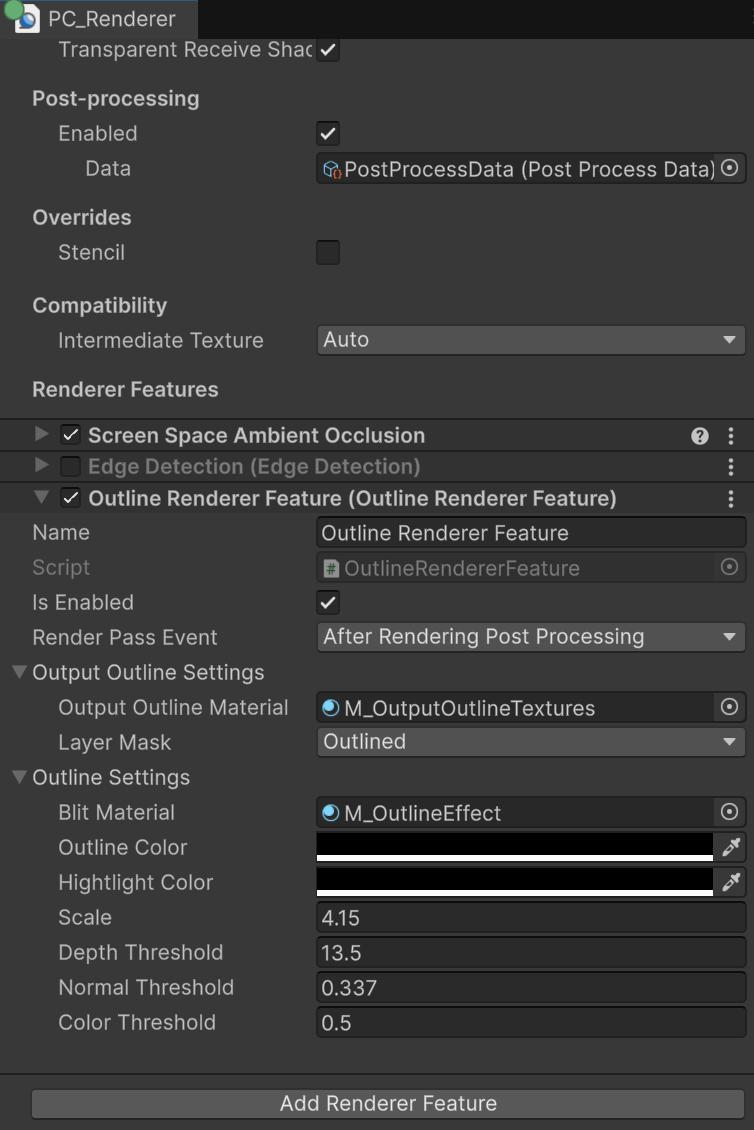 PC_Renderer
Transparent Receive Shac
Post-processing
Enabled
Data PostProcessData (Post Process Data)
Overrides
Stencil
Compatibility
Intermediate Texture Auto
Renderer Features
Screen Space Ambient Occlusion
Edge Detection (Edge Detection)
Outline Renderer Feature (Outline Renderer Feature)
Name Outline Renderer Feature
Script OutlineRendererFeature
Is Enabled
Render Pass Event After Rendering Post Processing
Output Outline Settings
Output Outline Material M_OutputOutlineTextures
Layer Mask Outlined
Outline Settings
Blit Material M_OutlineEffect
Outline Color
Hightlight Color
Scale 4.15
Depth Threshold 13.5
Normal Threshold 0.337
Color Threshold 0.5
Add Renderer Feature